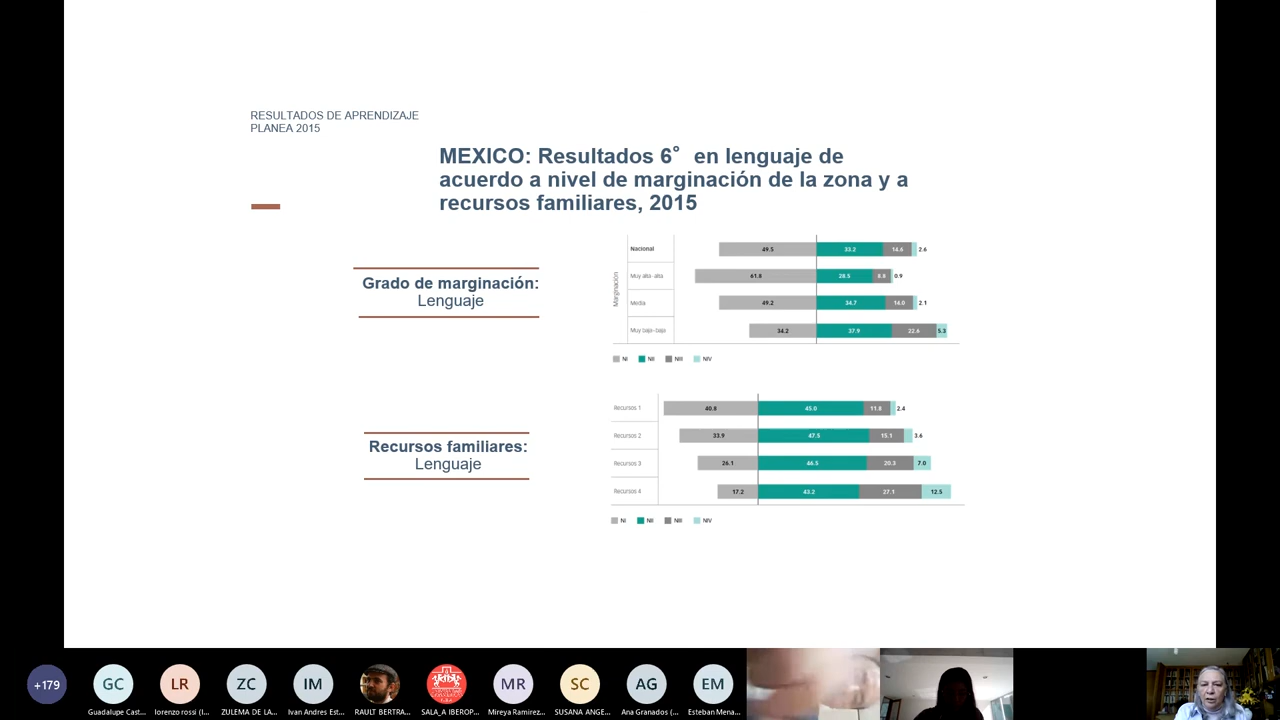 RESULTADOS DE APRENDIZAJE
PLANEA 2015
MEXICO: Resultados 6° en lenguaje de
acuerdo a nivel de marginación de la zona y a
recursos familiares, 2015
Grado de marginación:
Lenguaje
Marginación
Nacional 49.5 33.2 14.6 2.6
Muy alta-alta 61.8 28.5 8.8 0.9
Media 49.2 34.7 14.0 2.1
Muy baja-baja 34.2 37.9 22.6 5.3
NI NII NIII NIV
Recursos familiares:
Lenguaje
Recursos 1 40.8 45.0 11.8 2.4
Recursos 2 33.9 47.5 15.1 3.6
Recursos 3 26.1 46.5 20.3 7.0
Recursos 4 17.2 43.2 27.1 12.5
NI NII NIII NIV
+179 GC LR ZC IM MR SC AG EM
Guadalupe Cast... lorenzo rossi (I... ZULEMA DE LA... Ivan Andres Est... RAULT BERTRA... SALA_A IBEROP... Mireya Ramirez... SUSANA ANGE... Ana Granados (... Esteban Mena...